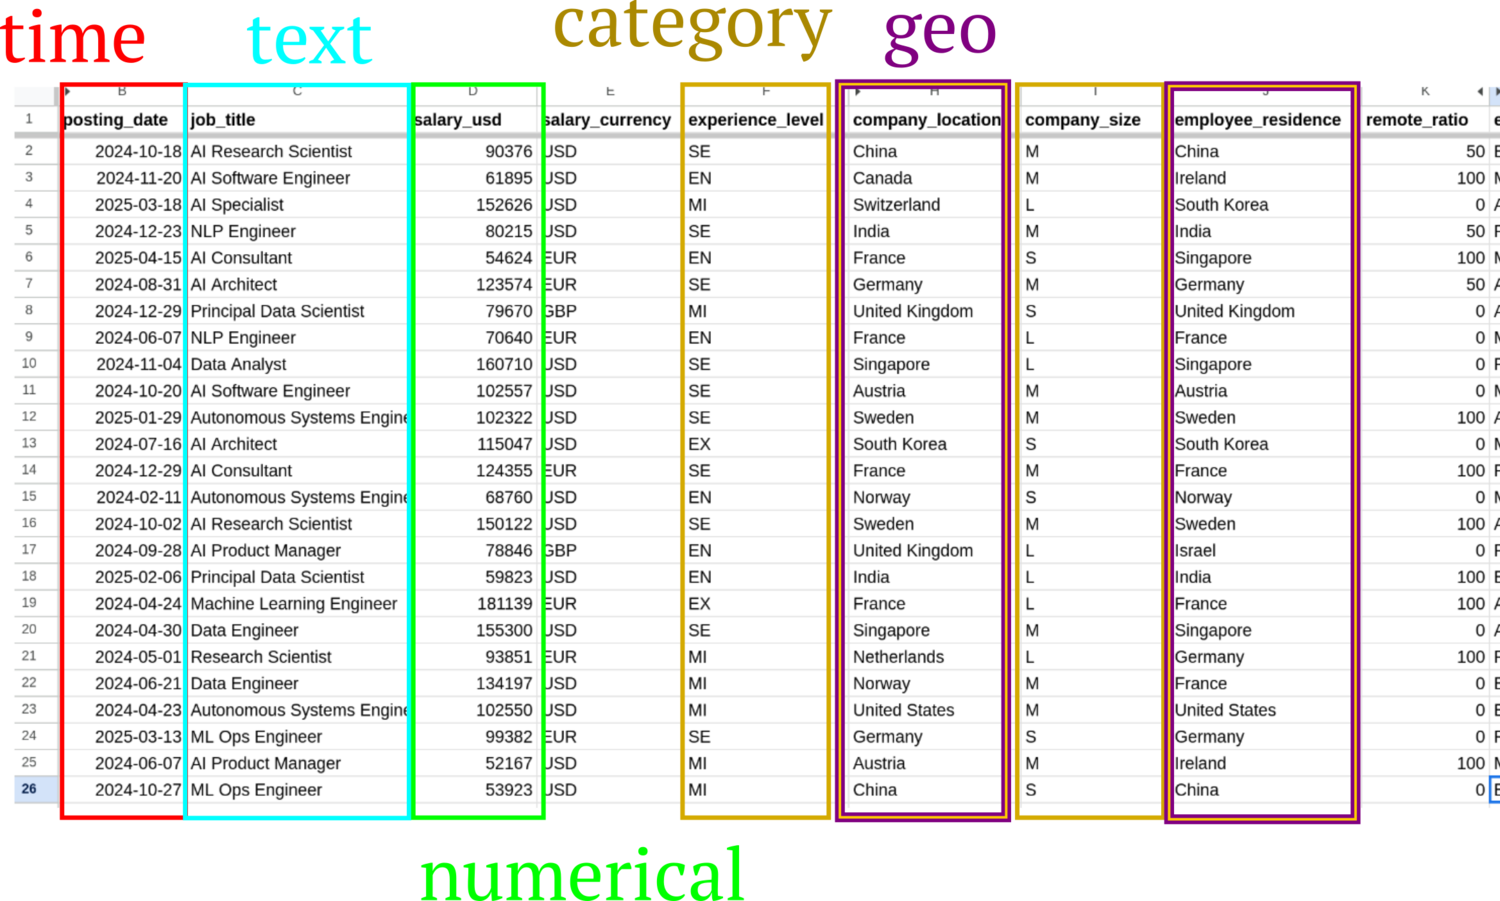 time text category geo
B C D E F H I J K
1 posting_date job_title salary_usd salary_currency experience_level company_location company_size employee_residence remote_ratio
2 2024-10-18 AI Research Scientist 90376 USD SE China M China 50
3 2024-11-20 AI Software Engineer 61895 USD EN Canada M Ireland 100
4 2025-03-18 AI Specialist 152626 USD MI Switzerland L South Korea 0
5 2024-12-23 NLP Engineer 80215 USD SE India M India 50
6 2025-04-15 AI Consultant 54624 EUR EN France S Singapore 100
7 2024-08-31 AI Architect 123574 EUR SE Germany M Germany 50
8 2024-12-29 Principal Data Scientist 79670 GBP MI United Kingdom S United Kingdom 0
9 2024-06-07 NLP Engineer 70640 EUR EN France L France 0
10 2024-11-04 Data Analyst 160710 USD SE Singapore L Singapore 0
11 2024-10-20 AI Software Engineer 102557 USD SE Austria M Austria 0
12 2025-01-29 Autonomous Systems Engine 102322 USD SE Sweden M Sweden 100
13 2024-07-16 AI Architect 115047 USD EX South Korea S South Korea 0
14 2024-12-29 AI Consultant 124355 EUR SE France M France 100
15 2024-02-11 Autonomous Systems Engine 68760 USD EN Norway S Norway 0
16 2024-10-02 AI Research Scientist 150122 USD SE Sweden M Sweden 100
17 2024-09-28 AI Product Manager 78846 GBP EN United Kingdom L Israel 0
18 2025-02-06 Principal Data Scientist 59823 USD EN India L India 100
19 2024-04-24 Machine Learning Engineer 181139 EUR EX France L France 100
20 2024-04-30 Data Engineer 155300 USD SE Singapore M Singapore 0
21 2024-05-01 Research Scientist 93851 EUR MI Netherlands L Germany 100
22 2024-06-21 Data Engineer 134197 USD MI Norway M France 0
23 2024-04-23 Autonomous Systems Engine 102550 USD MI United States M United States 0
24 2025-03-13 ML Ops Engineer 99382 EUR SE Germany S Germany 0
25 2024-06-07 AI Product Manager 52167 USD MI Austria M Ireland 100
26 2024-10-27 ML Ops Engineer 53923 USD MI China S China 0
numerical